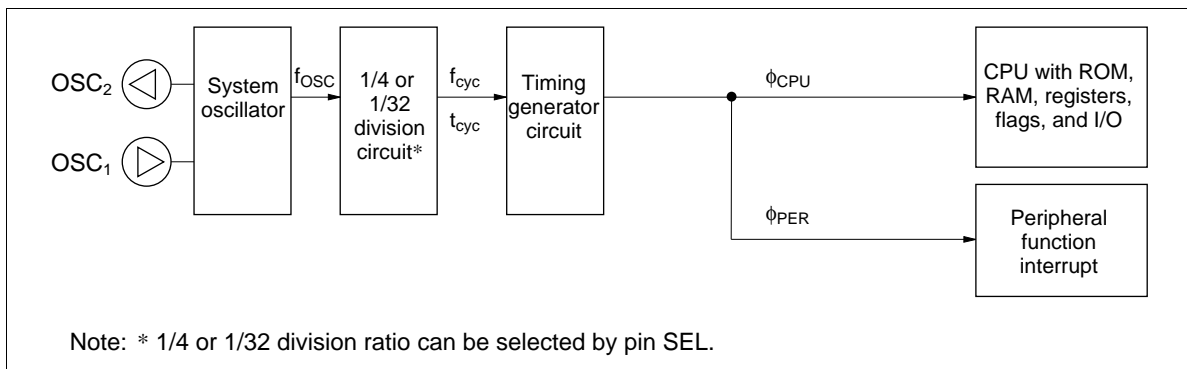 OSC₂
OSC₁
System
oscillator
fOSC
1/4 or
1/32
division
circuit*
fcyc
tcyc
Timing
generator
circuit
ϕCPU
CPU with ROM,
RAM, registers,
flags, and I/O
ϕPER
Peripheral
function
interrupt
Note: * 1/4 or 1/32 division ratio can be selected by pin SEL.